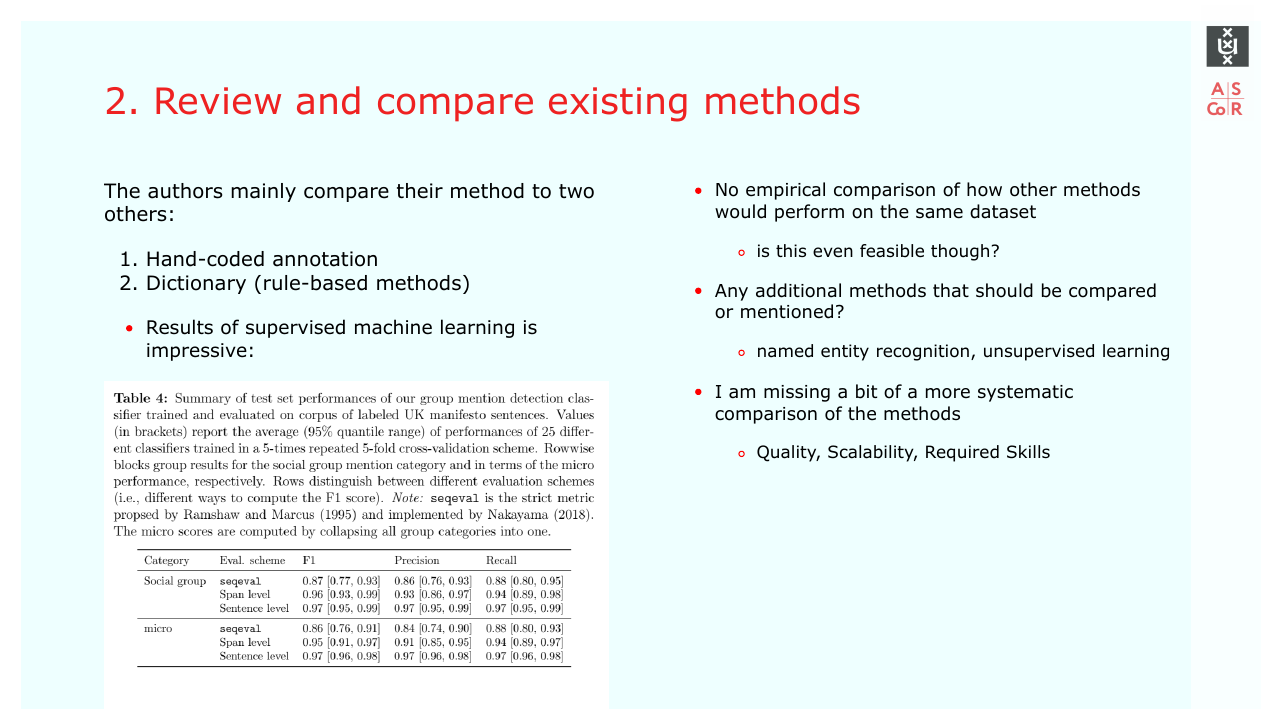 2. Review and compare existing methods
The authors mainly compare their method to two
others:
1. Hand-coded annotation
2. Dictionary (rule-based methods)
• Results of supervised machine learning is
impressive:
Table 4: Summary of test set performances of our group mention detection clas-
sifier trained and evaluated on corpus of labeled UK manifesto sentences. Values
(in brackets) report the average (95% quantile range) of performances of 25 differ-
ent classifiers trained in a 5-times repeated 5-fold cross-validation scheme. Rowwise
blocks group results for the social group mention category and in terms of the micro
performance, respectively. Rows distinguish between different evaluation schemes
(i.e., different ways to compute the F1 score). Note: seqeval is the strict metric
propsed by Ramshaw and Marcus (1995) and implemented by Nakayama (2018).
The micro scores are computed by collapsing all group categories into one.
Category Eval. scheme F1 Precision Recall
Social group seqeval 0.87 [0.77, 0.93] 0.86 [0.76, 0.93] 0.88 [0.80, 0.95]
Span level 0.96 [0.93, 0.99] 0.93 [0.86, 0.97] 0.94 [0.89, 0.98]
Sentence level 0.97 [0.95, 0.99] 0.97 [0.95, 0.99] 0.97 [0.95, 0.99]
micro seqeval 0.86 [0.76, 0.91] 0.84 [0.74, 0.90] 0.88 [0.80, 0.93]
Span level 0.95 [0.91, 0.97] 0.91 [0.85, 0.95] 0.94 [0.89, 0.97]
Sentence level 0.97 [0.96, 0.98] 0.97 [0.96, 0.98] 0.97 [0.96, 0.98]
• No empirical comparison of how other methods
would perform on the same dataset
◦ is this even feasible though?
• Any additional methods that should be compared
or mentioned?
◦ named entity recognition, unsupervised learning
• I am missing a bit of a more systematic
comparison of the methods
◦ Quality, Scalability, Required Skills
A S
Co R